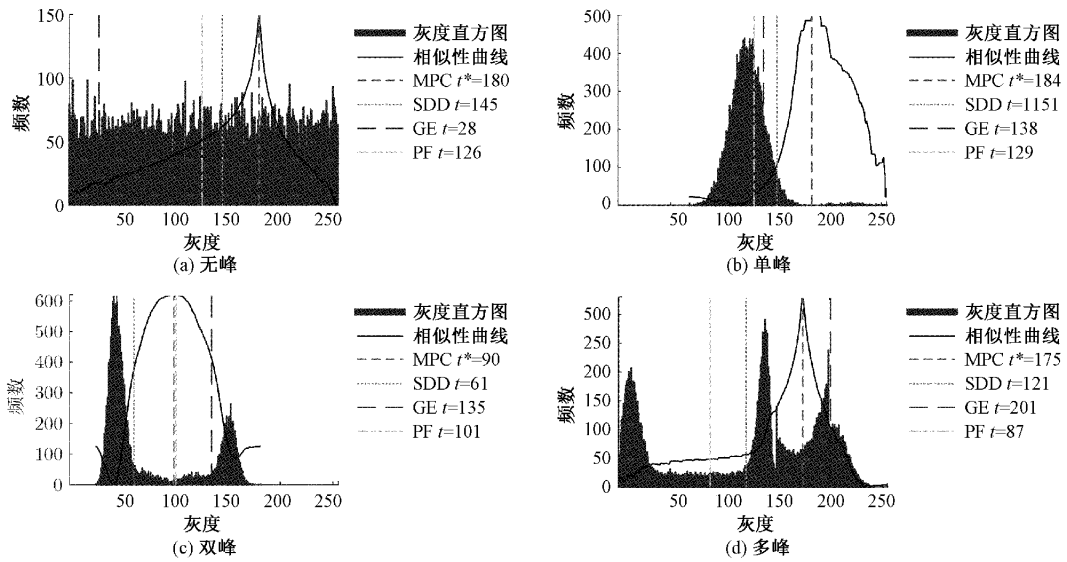 150
100
50
0
频数
50 100 150 200 250
灰度
灰度直方图
相似性曲线
MPC t*=180
SDD t=145
GE t=28
PF t=126
(a) 无峰
500
400
300
200
100
0
频数
50 100 150 200 250
灰度
灰度直方图
相似性曲线
MPC t*=184
SDD t=1151
GE t=138
PF t=129
(b) 单峰
600
500
400
300
200
100
0
频数
50 100 150 200 250
灰度
灰度直方图
相似性曲线
MPC t*=90
SDD t=61
GE t=135
PF t=101
(c) 双峰
500
250
200
150
100
50
0
频数
50 100 150 200 250
灰度
灰度直方图
相似性曲线
MPC t*=175
SDD t=121
GE t=201
PF t=87
(d) 多峰